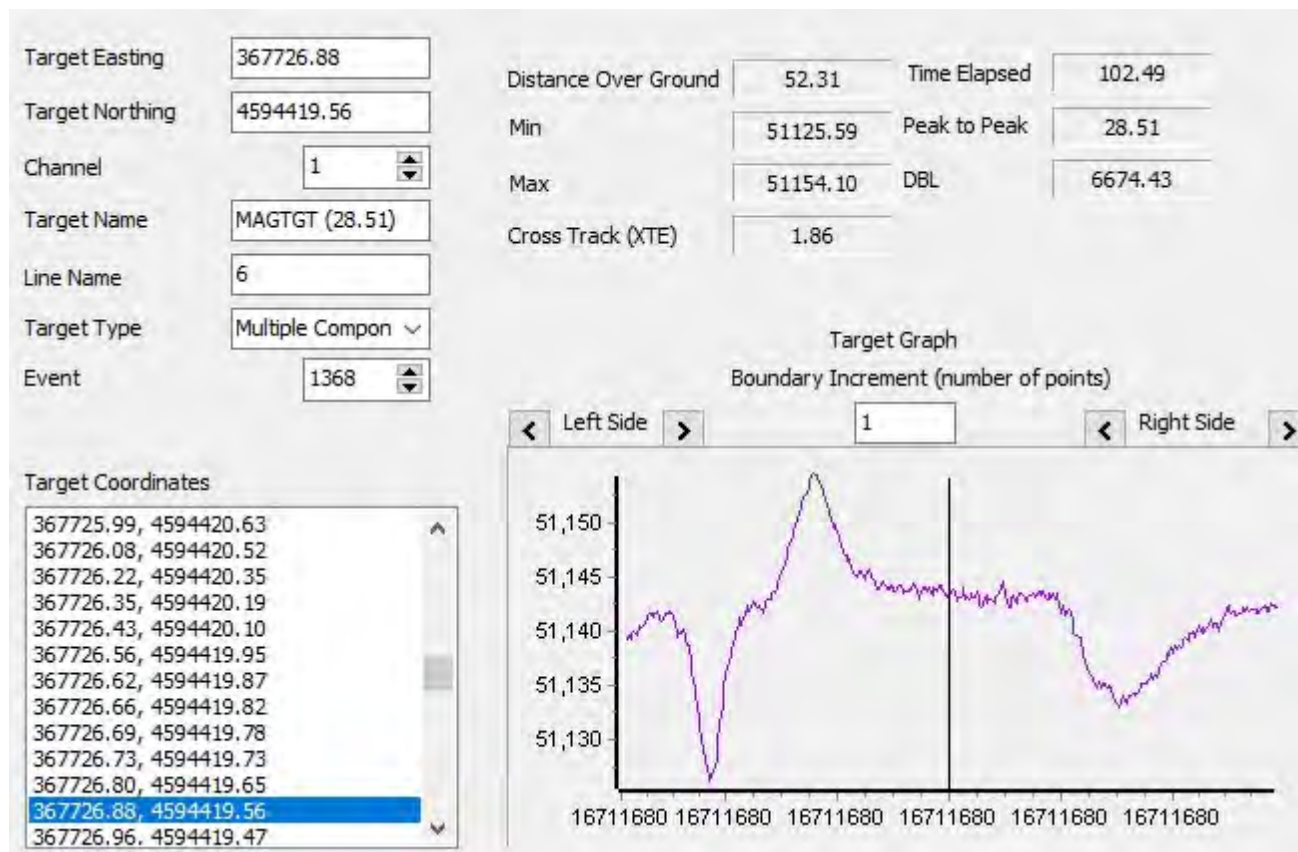 Target Easting 367726.88
Target Northing 4594419.56
Channel 1
Target Name MAGTGT (28.51)
Line Name 6
Target Type Multiple Compon
Event 1368
Distance Over Ground 52.31 Time Elapsed 102.49
Min 51125.59 Peak to Peak 28.51
Max 51154.10 DBL 6674.43
Cross Track (XTE) 1.86
Target Graph
Boundary Increment (number of points)
< Left Side > 1 < Right Side >
Target Coordinates
367725.99, 4594420.63
367726.08, 4594420.52
367726.22, 4594420.35
367726.35, 4594420.19
367726.43, 4594420.10
367726.56, 4594419.95
367726.62, 4594419.87
367726.66, 4594419.82
367726.69, 4594419.78
367726.73, 4594419.73
367726.80, 4594419.65
367726.88, 4594419.56
367726.96, 4594419.47
51,150
51,145
51,140
51,135
51,130
16711680 16711680 16711680 16711680 16711680 16711680